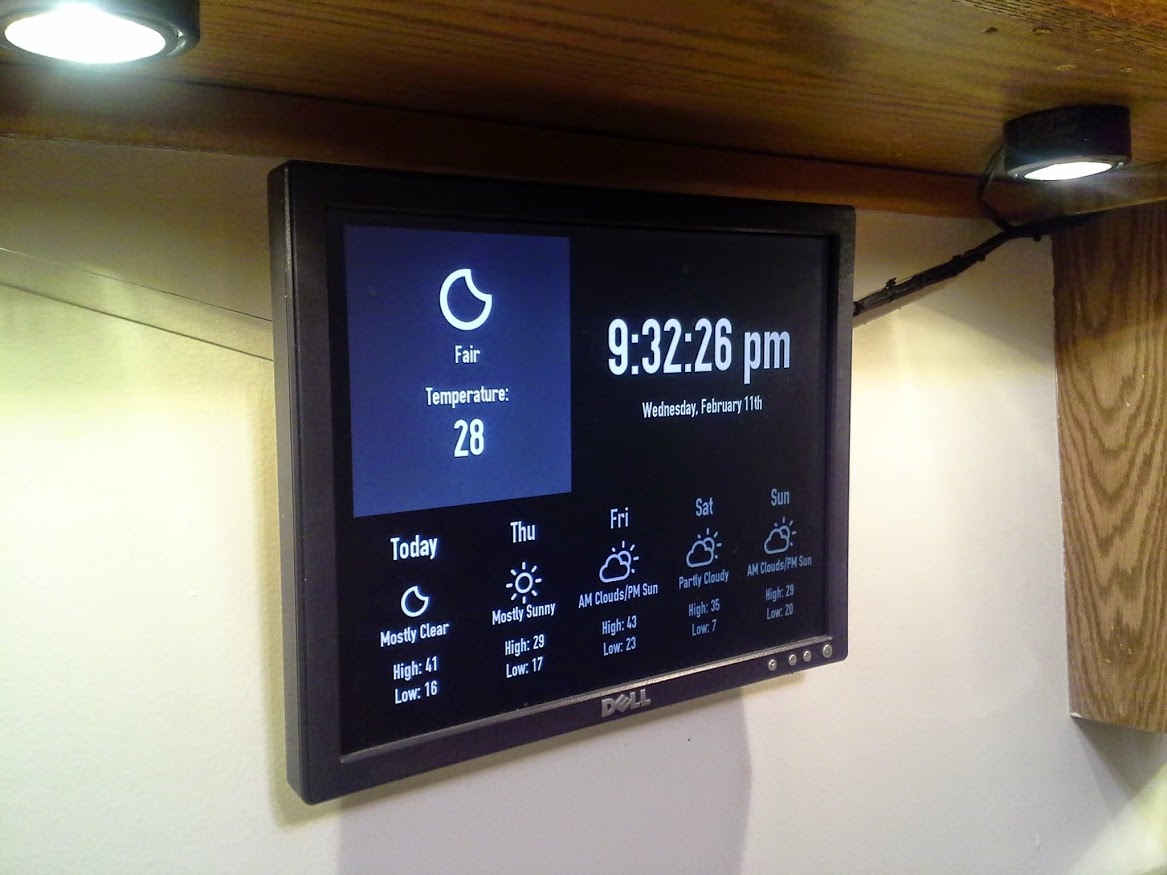 Fair
Temperature:
28
9:32:26 pm
Wednesday, February 11th
Today
Mostly Clear
High: 41
Low: 16
Thu
Mostly Sunny
High: 29
Low: 17
Fri
AM Clouds/PM Sun
High: 43
Low: 23
Sat
Partly Cloudy
High: 35
Low: 7
Sun
AM Clouds/PM Sun
High: 29
Low: 20
DELL